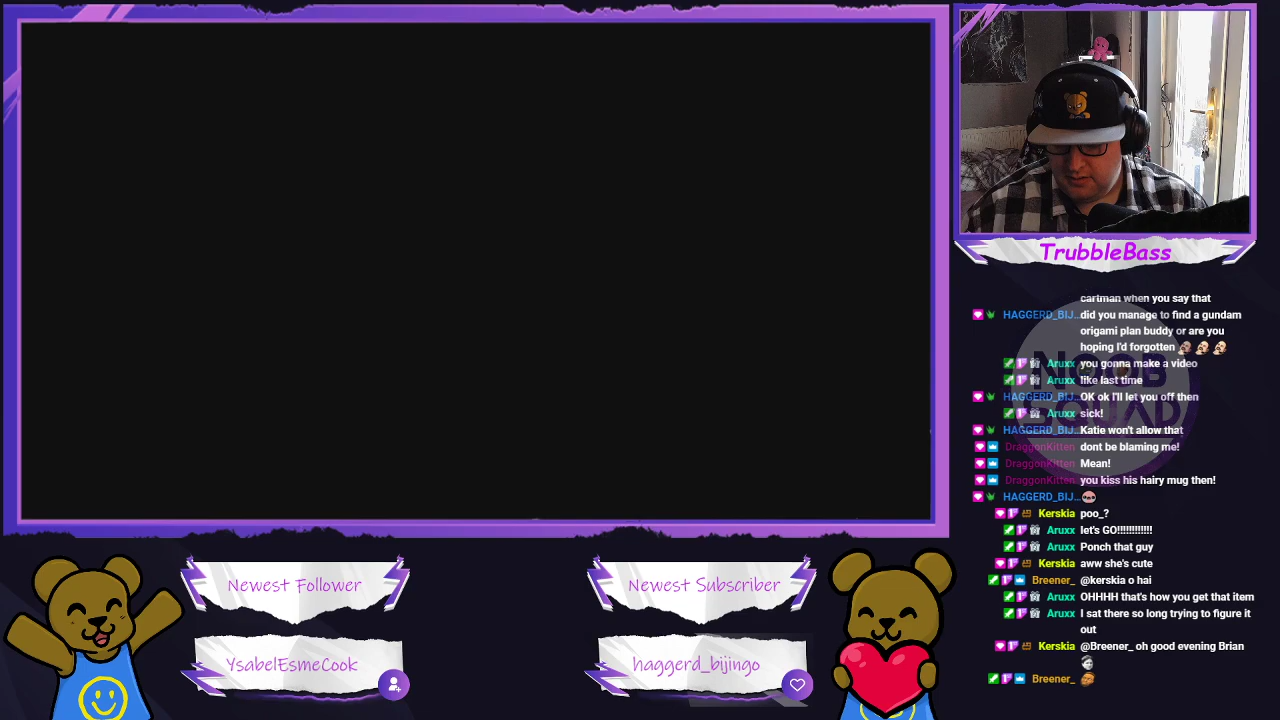 TrubbleBass
cartman when you say that
HAGGERD_BIJ... did you manage to find a gundam
origami plan buddy or are you
hoping I'd forgotten
Aruxx you gonna make a video
Aruxx like last time
HAGGERD_BIJ... OK ok I'll let you off then
Aruxx sick!
HAGGERD_BIJ... Katie won't allow that
DraggonKitten dont be blaming me!
DraggonKitten Mean!
DraggonKitten you kiss his hairy mug then!
HAGGERD_BIJ...
Kerskia poo_?
Aruxx let's GO!!!!!!!!!!!!
Aruxx Ponch that guy
Kerskia aww she's cute
Breener_ @kerskia o hai
Aruxx OHHHH that's how you get that item
Aruxx I sat there so long trying to figure it
out
Kerskia @Breener_ oh good evening Brian
Breener_
NOOB
SQUAD
Newest Follower
YsabelEsmeCook
Newest Subscriber
haggerd_bijingo